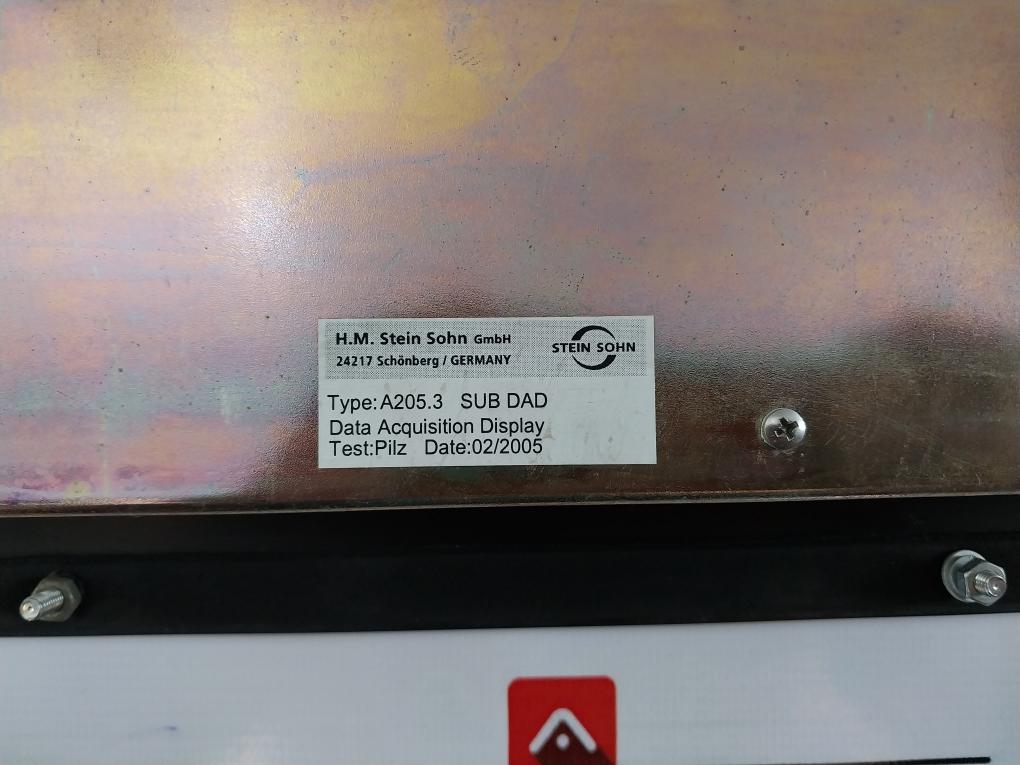 H.M. Stein Sohn GmbH
24217 Schönberg / GERMANY
STEIN SOHN
Type:A205.3 SUB DAD
Data Acquisition Display
Test:Pilz Date:02/2005